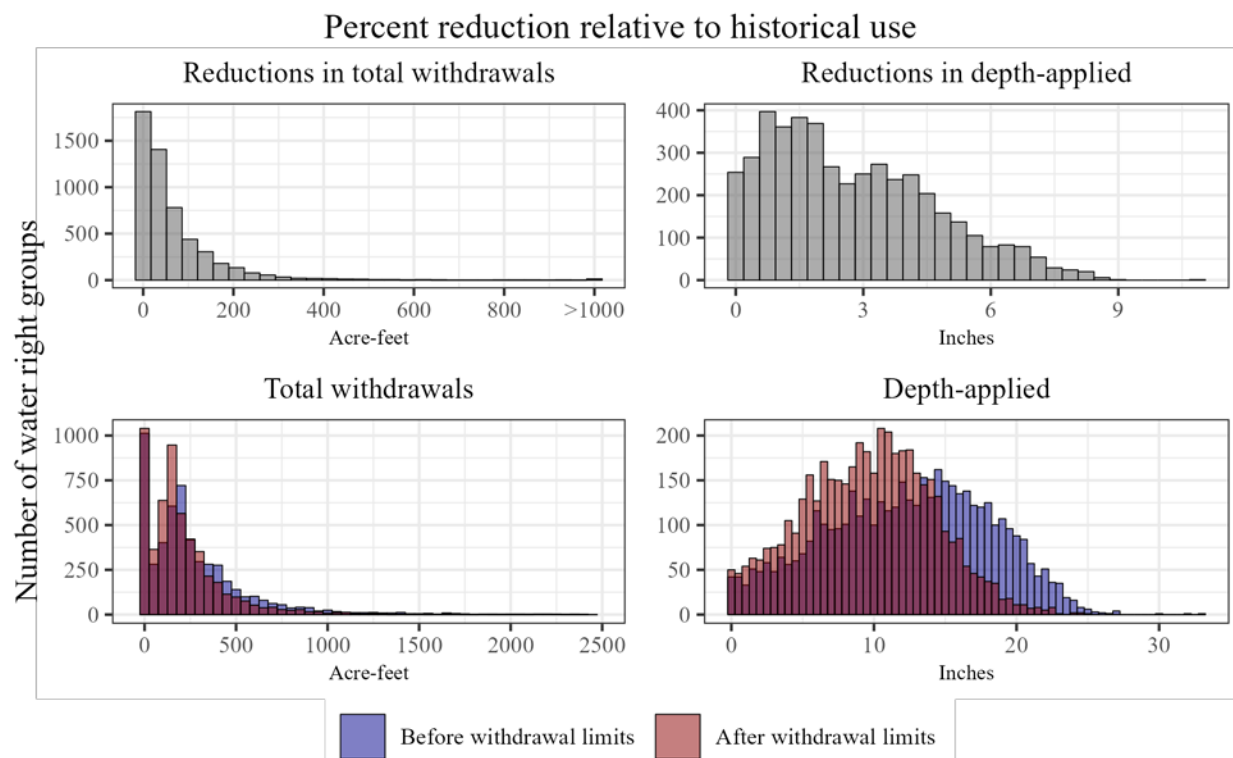 Percent reduction relative to historical use
Number of water right groups
Reductions in total withdrawals
1500
1000
500
0
0 200 400 600 800 >1000
Acre-feet
Reductions in depth-applied
400
300
200
100
0
0 3 6 9
Inches
Total withdrawals
1000
750
500
250
0
0 500 1000 1500 2000 2500
Acre-feet
Depth-applied
200
150
100
50
0
0 10 20 30
Inches
Before withdrawal limits After withdrawal limits